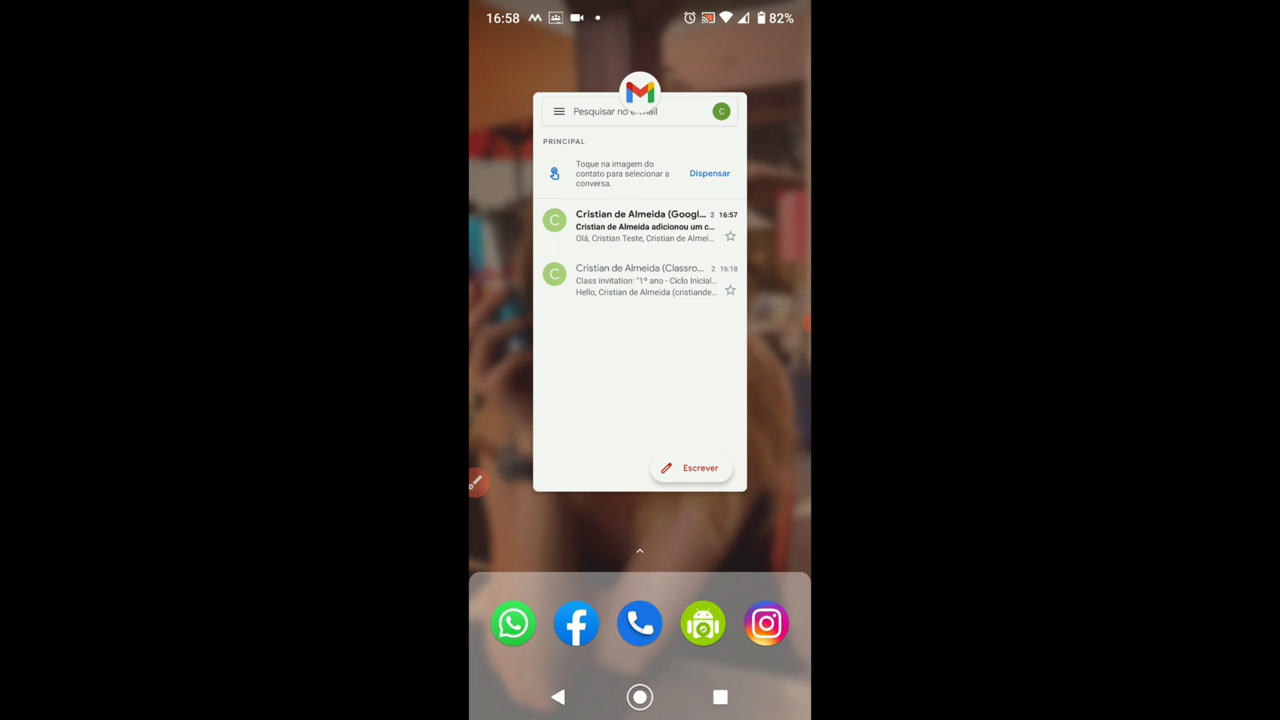 16:58
82%
Pesquisar no e-mail
C
PRINCIPAL
Toque na imagem do
contato para selecionar a
conversa.
Dispensar
C
Cristian de Almeida (Googl... 2 16:57
Cristian de Almeida adicionou um c...
Olá, Cristian Teste, Cristian de Almei...
C
Cristian de Almeida (Classro... 2 16:18
Class invitation: "1º ano - Ciclo Inicial...
Hello, Cristian de Almeida (cristiande...
Escrever